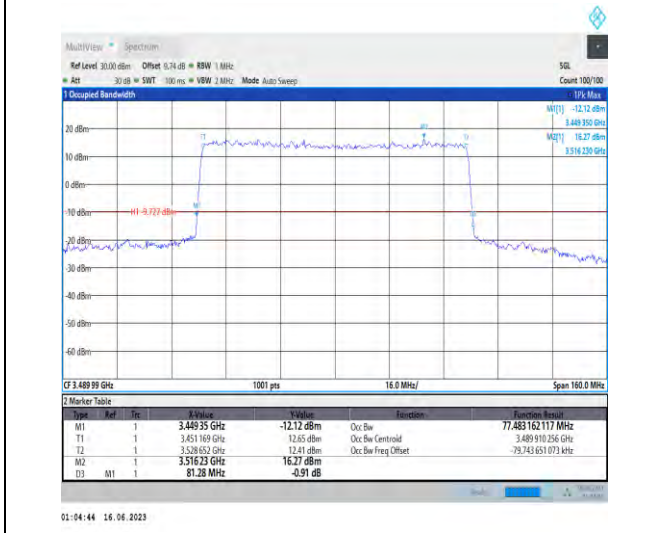 MultiView Spectrum
Ref Level 30.00 dBm Offset 9.74 dB RBW 1 MHz SGL
Att 30 dB SWT 100 ms VBW 2 MHz Mode Auto Sweep Count 100/100
1 Occupied Bandwidth 1Pk Max
M1[1] -12.12 dBm
3.449 350 GHz
20 dBm
T1
T2
M2[1] 16.27 dBm
3.516 230 GHz
10 dBm
0 dBm
-10 dBm
H1 -9.727 dBm
M1
-20 dBm
-30 dBm
-40 dBm
-50 dBm
-60 dBm
CF 3.489 99 GHz 1001 pts 16.0 MHz/ Span 160.0 MHz
2 Marker Table
Type Ref Trc X-Value Y-Value Function Function Result
M1 1 3.449 35 GHz -12.12 dBm Occ Bw 77.483 162 117 MHz
T1 1 3.451 169 GHz 12.65 dBm Occ Bw Centroid 3.489 910 256 GHz
T2 1 3.528 652 GHz 12.41 dBm Occ Bw Freq Offset -79.743 651 073 kHz
M2 1 3.516 23 GHz 16.27 dBm
D3 M1 1 81.28 MHz -0.91 dB
01:04:44 16.06.2023